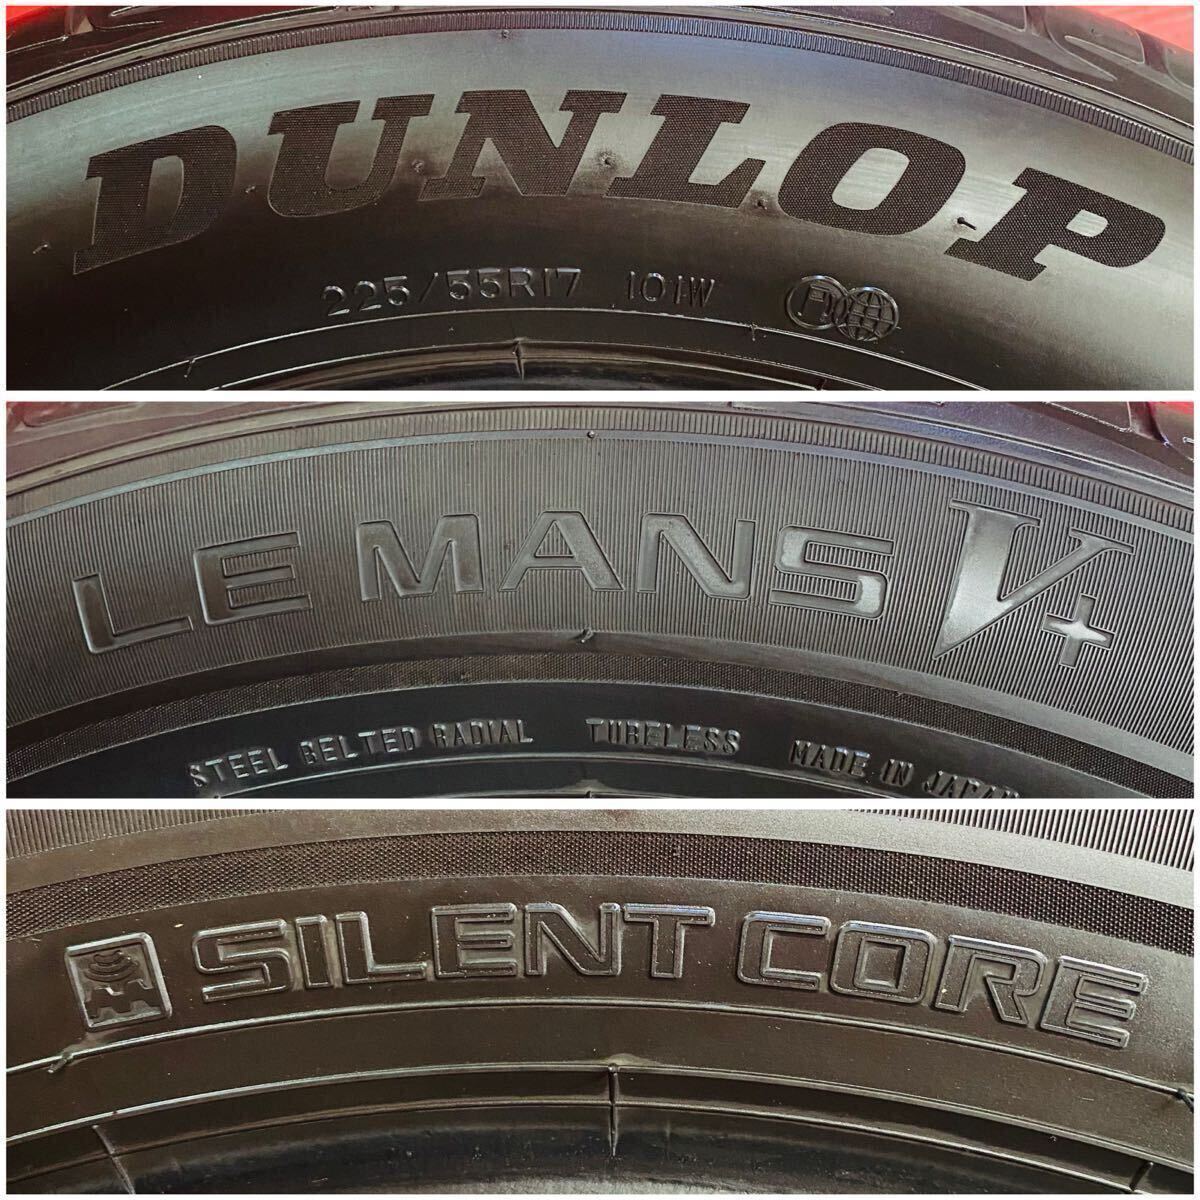 DUNLOP
225/55R17 101W
LE MANS V+
STEEL BELTED RADIAL TUBELESS MADE IN JAPAN
SILENT CORE